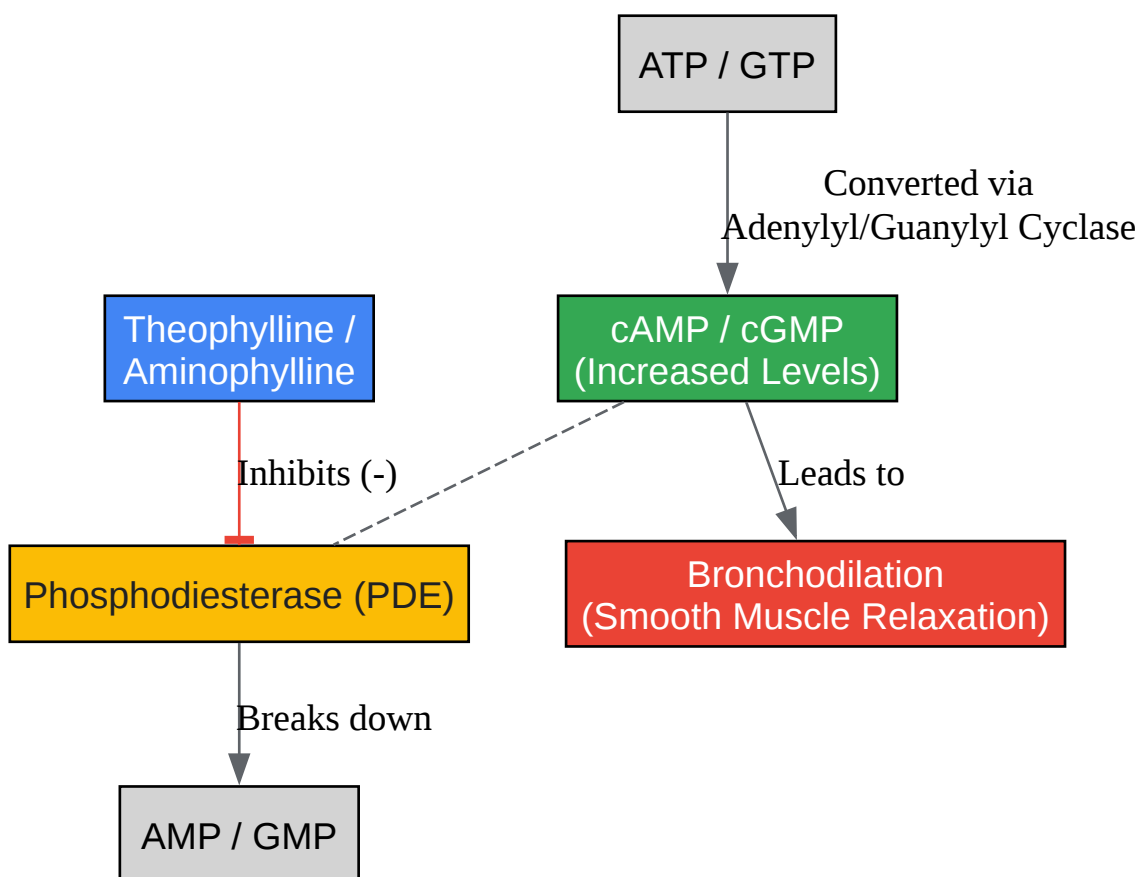 ATP / GTP
Converted via
Adenylyl/Guanylyl Cyclase
Theophylline /
Aminophylline
cAMP / cGMP
(Increased Levels)
Inhibits (-)
Leads to
Phosphodiesterase (PDE)
Bronchodilation
(Smooth Muscle Relaxation)
Breaks down
AMP / GMP